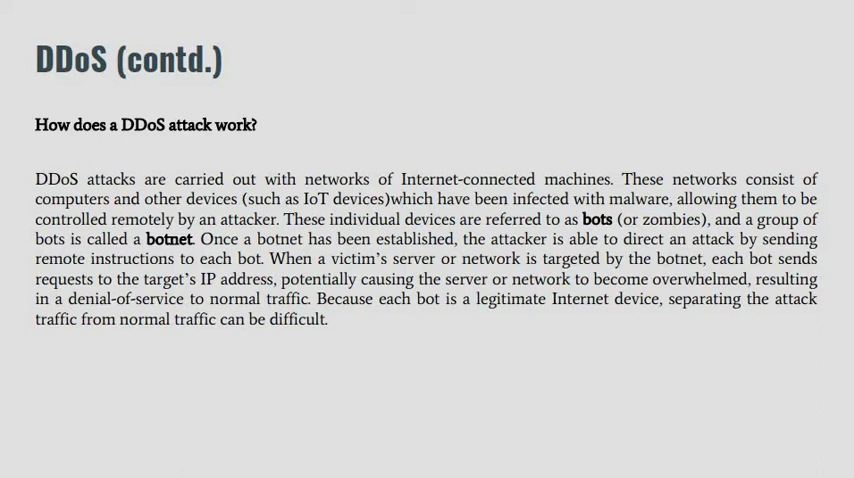 DDoS (contd.)
How does a DDoS attack work?
DDoS attacks are carried out with networks of Internet-connected machines. These networks consist of
computers and other devices (such as IoT devices)which have been infected with malware, allowing them to be
controlled remotely by an attacker. These individual devices are referred to as bots (or zombies), and a group of
bots is called a botnet. Once a botnet has been established, the attacker is able to direct an attack by sending
remote instructions to each bot. When a victim's server or network is targeted by the botnet, each bot sends
requests to the target's IP address, potentially causing the server or network to become overwhelmed, resulting
in a denial-of-service to normal traffic. Because each bot is a legitimate Internet device, separating the attack
traffic from normal traffic can be difficult.